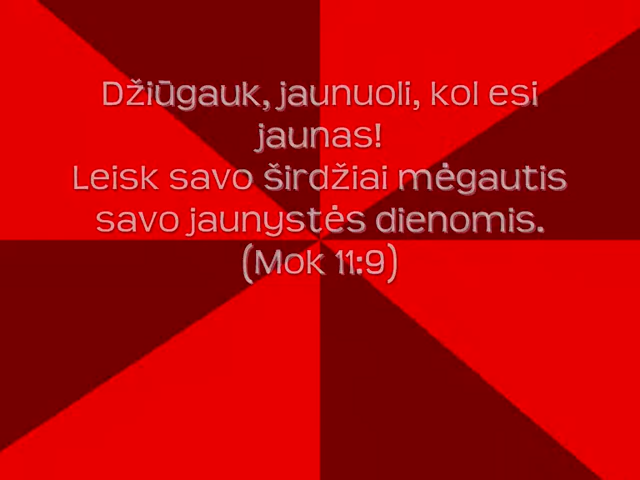 Džiūgauk, jaunuoli, kol esi
jaunas!
Leisk savo širdžiai mėgautis
savo jaunystės dienomis.
(Mok 11:9)